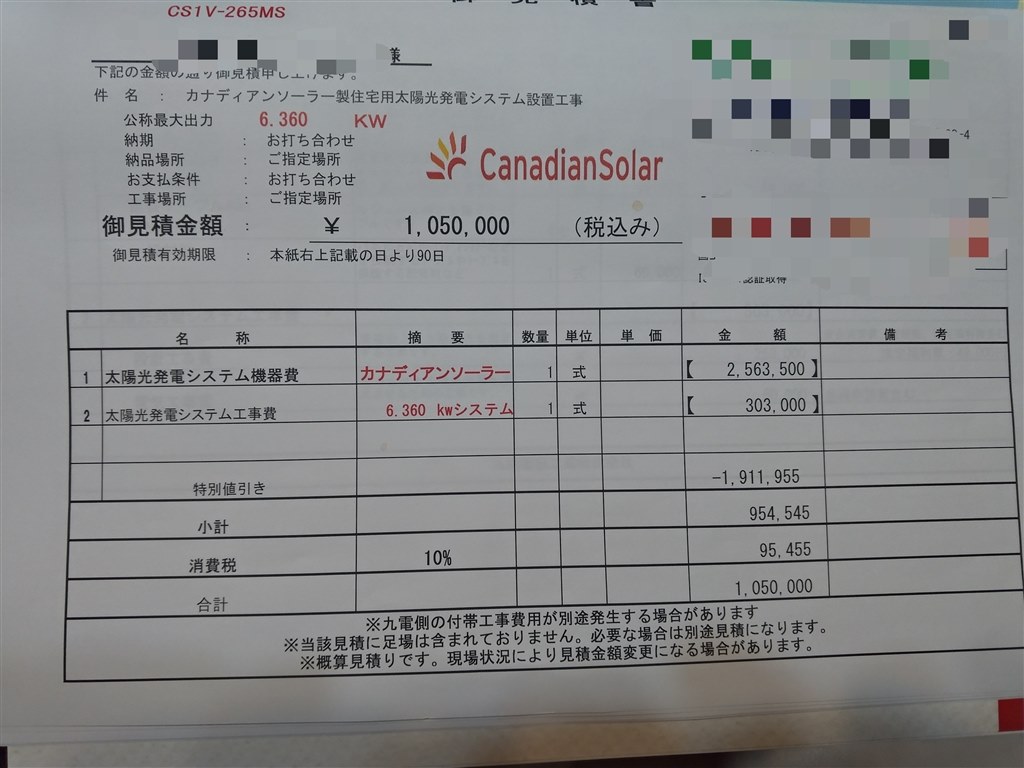 CS1V-265MS
御見積書
様
下記の金額の通り御見積申し上げます。
件 名 : カナディアンソーラー製住宅用太陽光発電システム設置工事
公称最大出力 6.360 KW
納期 : お打ち合わせ
納品場所 : ご指定場所
お支払条件 : お打ち合わせ
工事場所 : ご指定場所
CanadianSolar
御見積金額 : ¥ 1,050,000 (税込み)
御見積有効期限 : 本紙右上記載の日より90日
認証取得
名 称 摘 要 数量 単位 単 価 金 額 備 考
1 太陽光発電システム機器費 カナディアンソーラー 1 式 【 2,563,500 】
2 太陽光発電システム工事費 6.360 kwシステム 1 式 【 303,000 】
特別値引き -1,911,955
小計 954,545
消費税 10% 95,455
合計 1,050,000
※九電側の付帯工事費用が別途発生する場合があります
※当該見積に足場は含まれておりません。必要な場合は別途見積になります。
※概算見積りです。現場状況により見積金額変更になる場合があります。